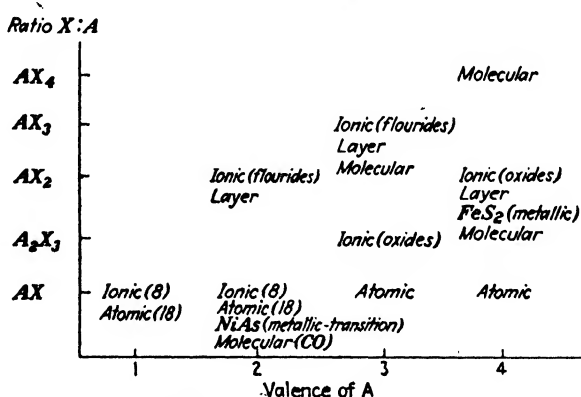 Ratio X:A
AX₄ Molecular
AX₃ Ionic (flourides)
Layer
Molecular
AX₂ Ionic (flourides) Ionic (oxides)
Layer Layer
FeS₂ (metallic)
Molecular
A₂X₃ Ionic (oxides)
AX Ionic (8) Ionic (8) Atomic Atomic
Atomic (18) Atomic (18)
NiAs (metallic-transition)
Molecular (CO)
1 2 3 4
Valence of A